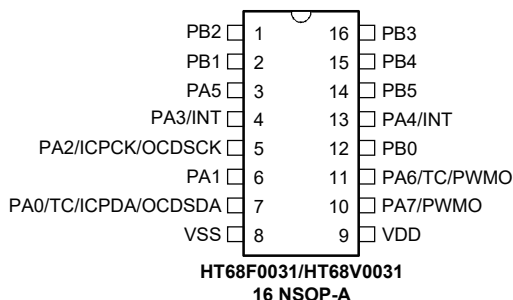 PB2 1 16 PB3
PB1 2 15 PB4
PA5 3 14 PB5
PA3/INT 4 13 PA4/INT
PA2/ICPCK/OCDSCK 5 12 PB0
PA1 6 11 PA6/TC/PWMO
PA0/TC/ICPDA/OCDSDA 7 10 PA7/PWMO
VSS 8 9 VDD
HT68F0031/HT68V0031
16 NSOP-A